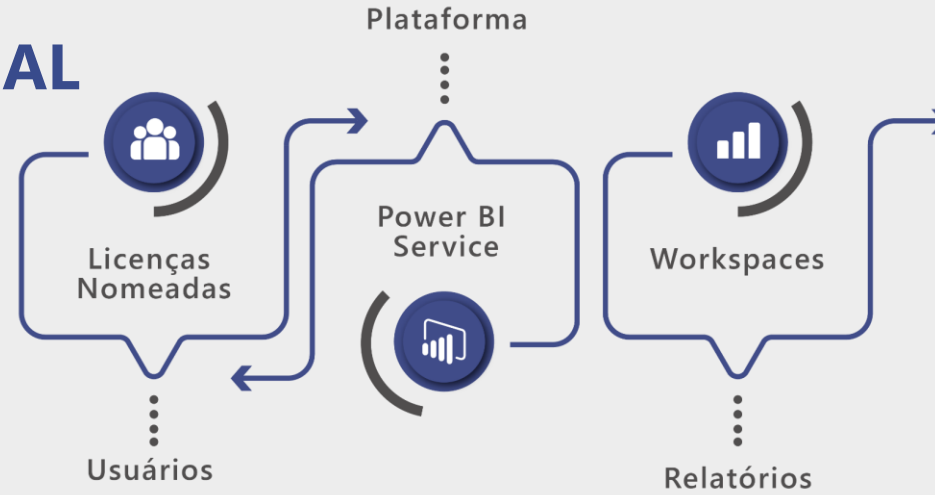 Plataforma
AL
Power BI
Service
Licenças
Nomeadas
Workspaces
Usuários
Relatórios